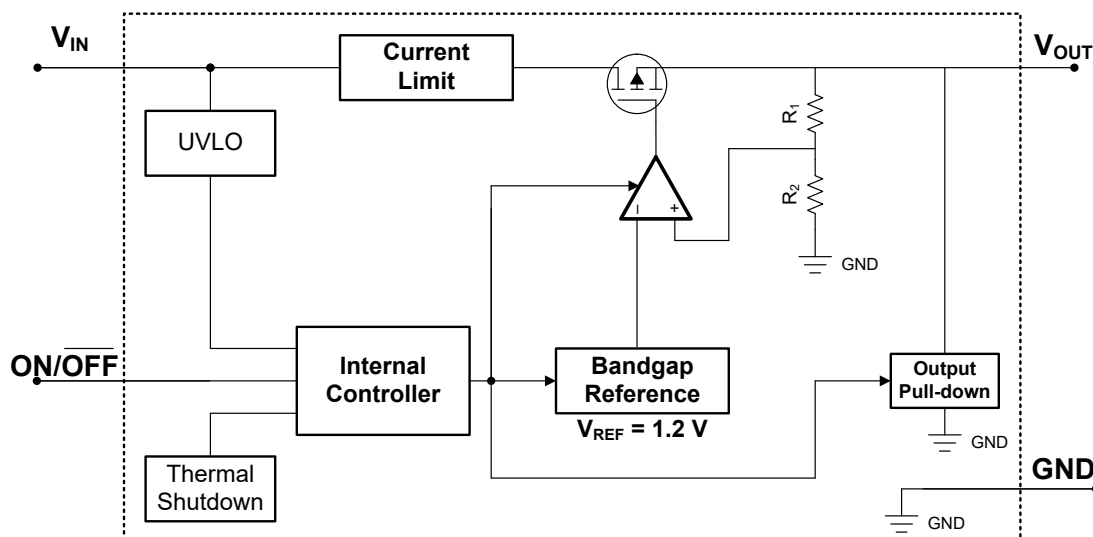 VIN
Current
Limit
VOUT
UVLO
R1
R2
GND
ON/OFF
Internal
Controller
Bandgap
Reference
VREF = 1.2 V
Output
Pull-down
GND
Thermal
Shutdown
GND
GND
− +